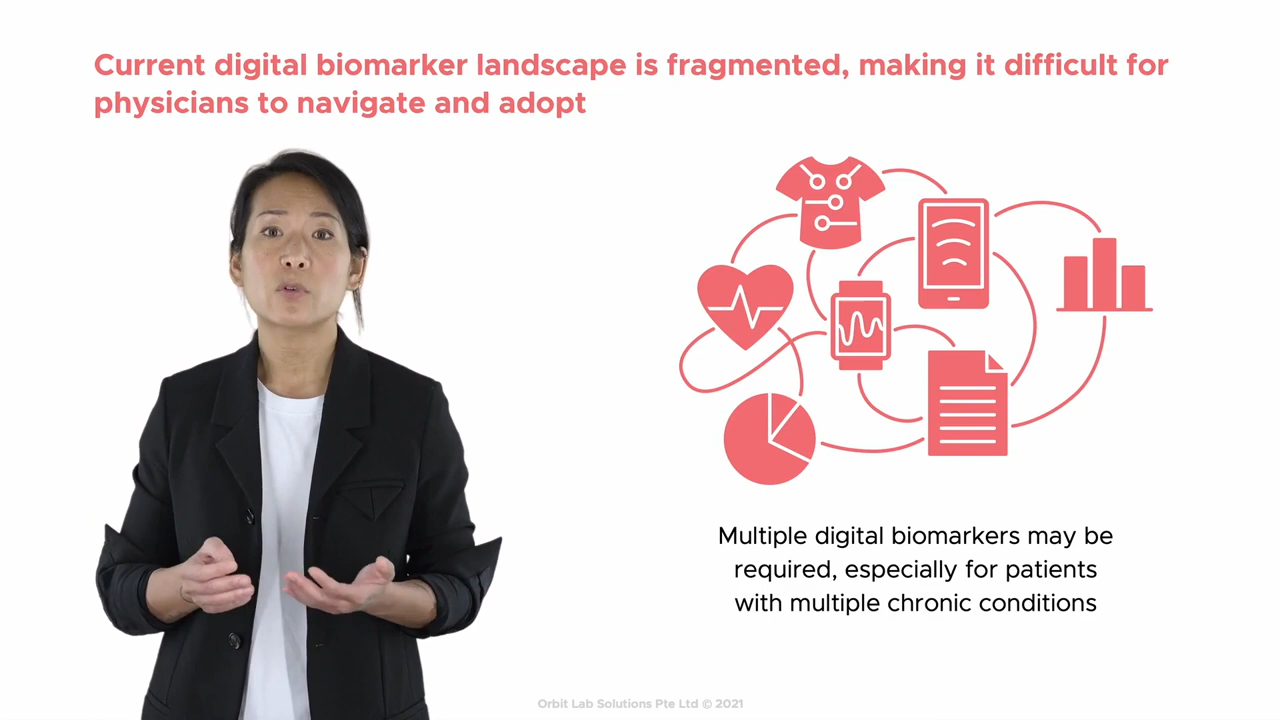 Current digital biomarker landscape is fragmented, making it difficult for
physicians to navigate and adopt
Multiple digital biomarkers may be
required, especially for patients
with multiple chronic conditions
Orbit Lab Solutions Pte Ltd © 2021